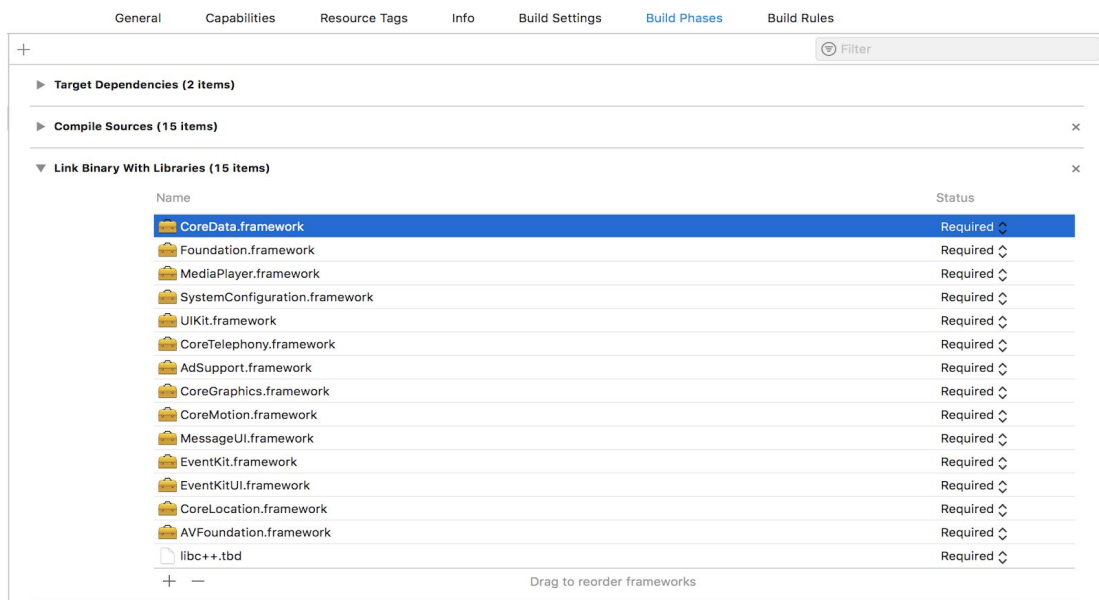 General Capabilities Resource Tags Info Build Settings Build Phases Build Rules
Filter
Target Dependencies (2 items)
Compile Sources (15 items)
Link Binary With Libraries (15 items)
Name Status
CoreData.framework Required
Foundation.framework Required
MediaPlayer.framework Required
SystemConfiguration.framework Required
UIKit.framework Required
CoreTelephony.framework Required
AdSupport.framework Required
CoreGraphics.framework Required
CoreMotion.framework Required
MessageUI.framework Required
EventKit.framework Required
EventKitUI.framework Required
CoreLocation.framework Required
AVFoundation.framework Required
libc++.tbd Required
Drag to reorder frameworks